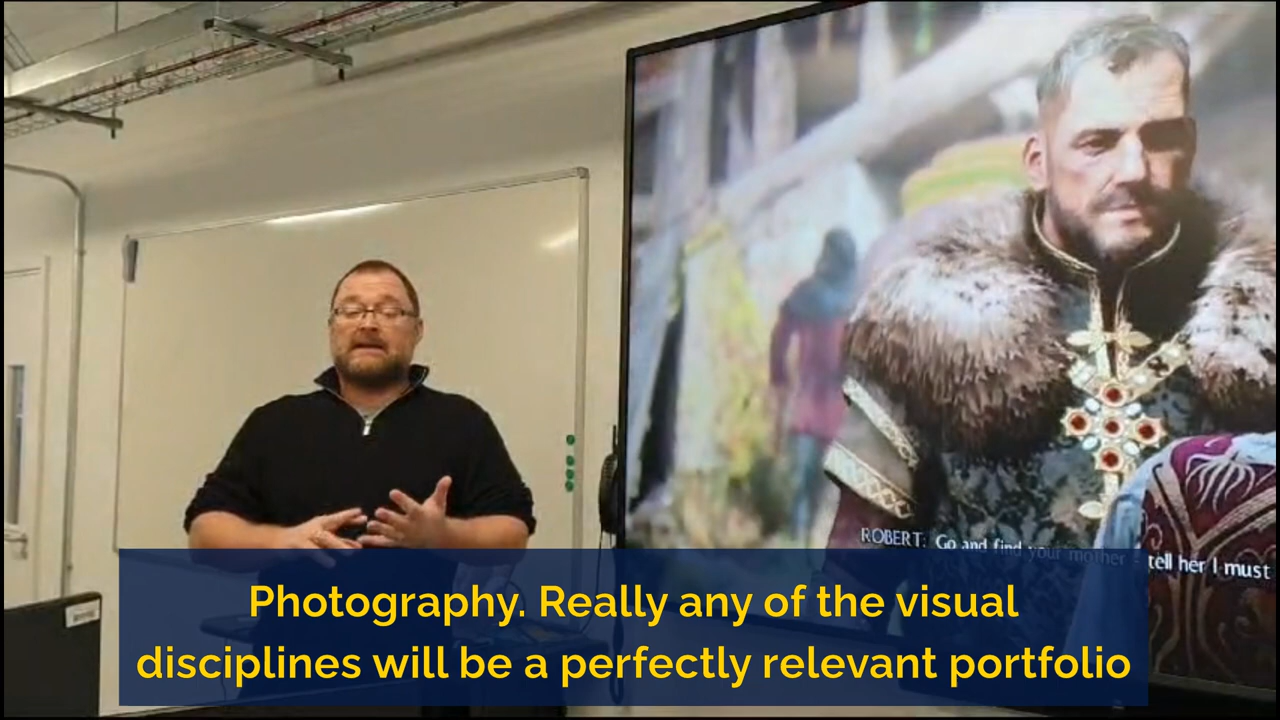 ROBERT: Go and find your mother - tell her I must
Photography. Really any of the visual
disciplines will be a perfectly relevant portfolio